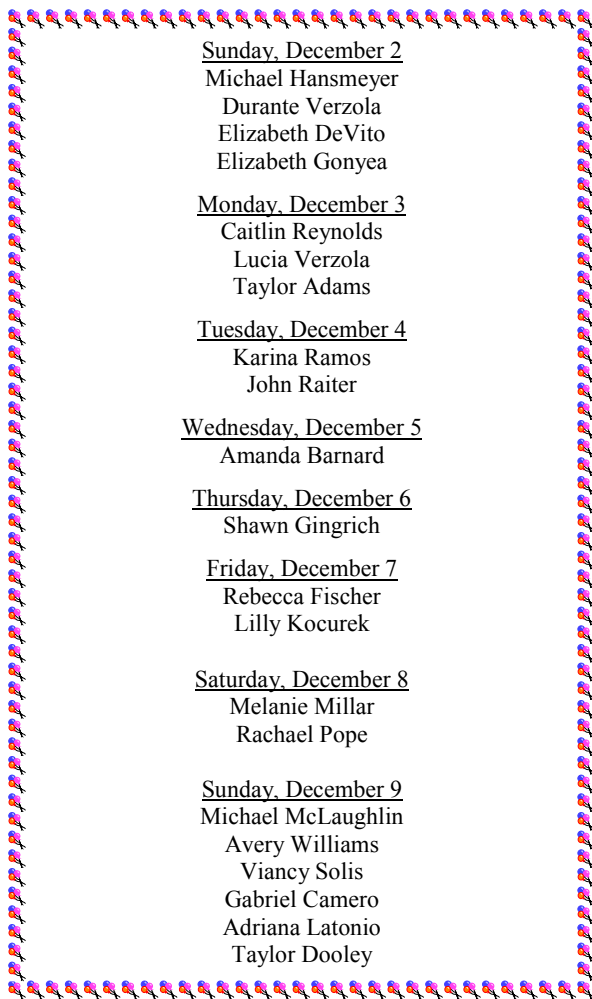 Sunday, December 2
Michael Hansmeyer
Durante Verzola
Elizabeth DeVito
Elizabeth Gonyea
Monday, December 3
Caitlin Reynolds
Lucia Verzola
Taylor Adams
Tuesday, December 4
Karina Ramos
John Raiter
Wednesday, December 5
Amanda Barnard
Thursday, December 6
Shawn Gingrich
Friday, December 7
Rebecca Fischer
Lilly Kocurek
Saturday, December 8
Melanie Millar
Rachael Pope
Sunday, December 9
Michael McLaughlin
Avery Williams
Viancy Solis
Gabriel Camero
Adriana Latonio
Taylor Dooley